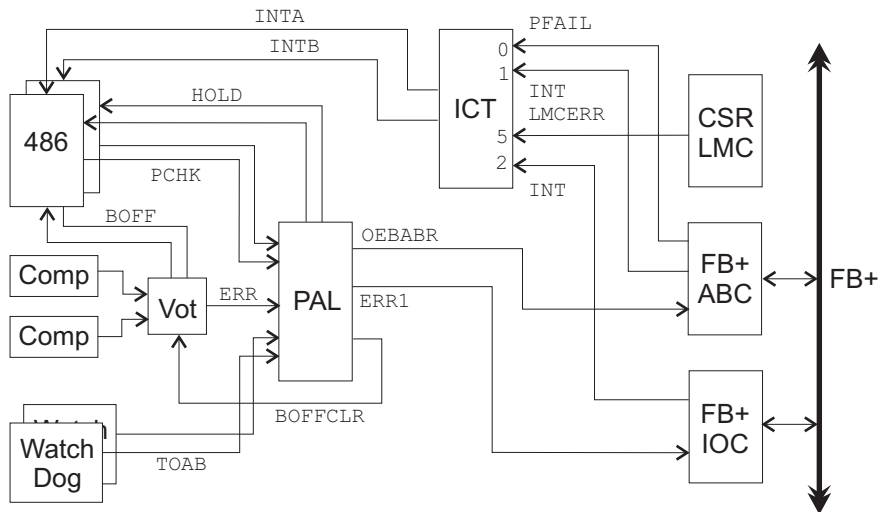 INTA
PFAIL
INTB
0
1
HOLD
ICT
INT
LMCERR
CSR
LMC
486
5
2
PCHK
INT
BOFF
OEBABR
FB+
ABC
FB+
Comp
Vot
ERR
PAL
ERR1
Comp
BOFFCLR
FB+
IOC
Watch
Watch
Dog
TOAB